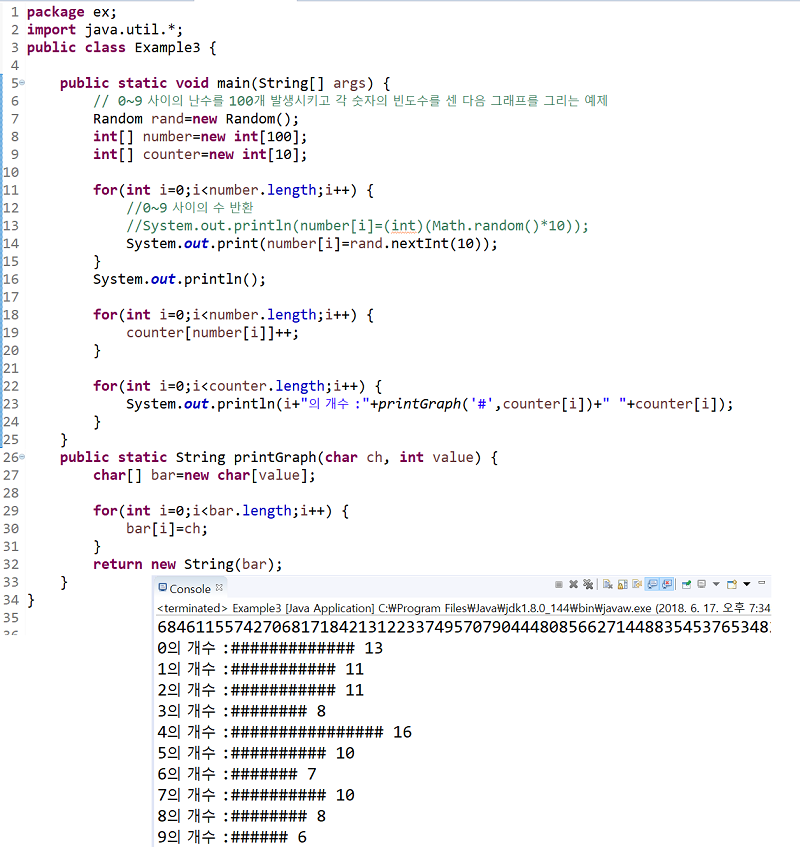 1 package ex;
2 import java.util.*;
3 public class Example3 {
4
5 public static void main(String[] args) {
6 // 0~9 사이의 난수를 100개 발생시키고 각 숫자의 빈도수를 센 다음 그래프를 그리는 예제
7 Random rand=new Random();
8 int[] number=new int[100];
9 int[] counter=new int[10];
10
11 for(int i=0;i<number.length;i++) {
12 //0~9 사이의 수 반환
13 //System.out.println(number[i]=(int)(Math.random()*10));
14 System.out.print(number[i]=rand.nextInt(10));
15 }
16 System.out.println();
17
18 for(int i=0;i<number.length;i++) {
19 counter[number[i]]++;
20 }
21
22 for(int i=0;i<counter.length;i++) {
23 System.out.println(i+"의 개수 :"+printGraph('#',counter[i])+" "+counter[i]);
24 }
25 }
26 public static String printGraph(char ch, int value) {
27 char[] bar=new char[value];
28
29 for(int i=0;i<bar.length;i++) {
30 bar[i]=ch;
31 }
32 return new String(bar);
33 }
34 }
35
Console
<terminated> Example3 [Java Application] C:₩Program Files₩Java₩jdk1.8.0_144₩bin₩javaw.exe (2018. 6. 17. 오후 7:34
6846115574270681718421312233749570790444808566271448835453765348
0의 개수 :############# 13
1의 개수 :########### 11
2의 개수 :########### 11
3의 개수 :######## 8
4의 개수 :################ 16
5의 개수 :########## 10
6의 개수 :####### 7
7의 개수 :########## 10
8의 개수 :######## 8
9의 개수 :###### 6